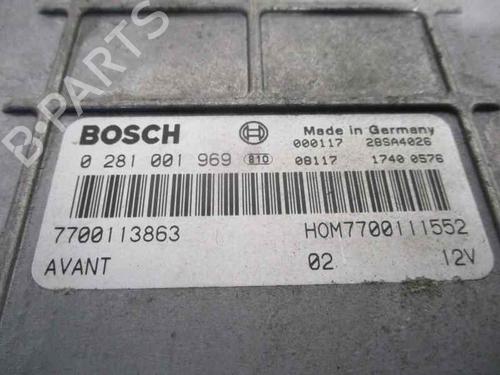 BOSCH
Made in Germany
000117 28SA4026
0 281 001 969 810 08117 1740 0576
7700113863 HOM7700111552
AVANT 02 12V
B-PARTS